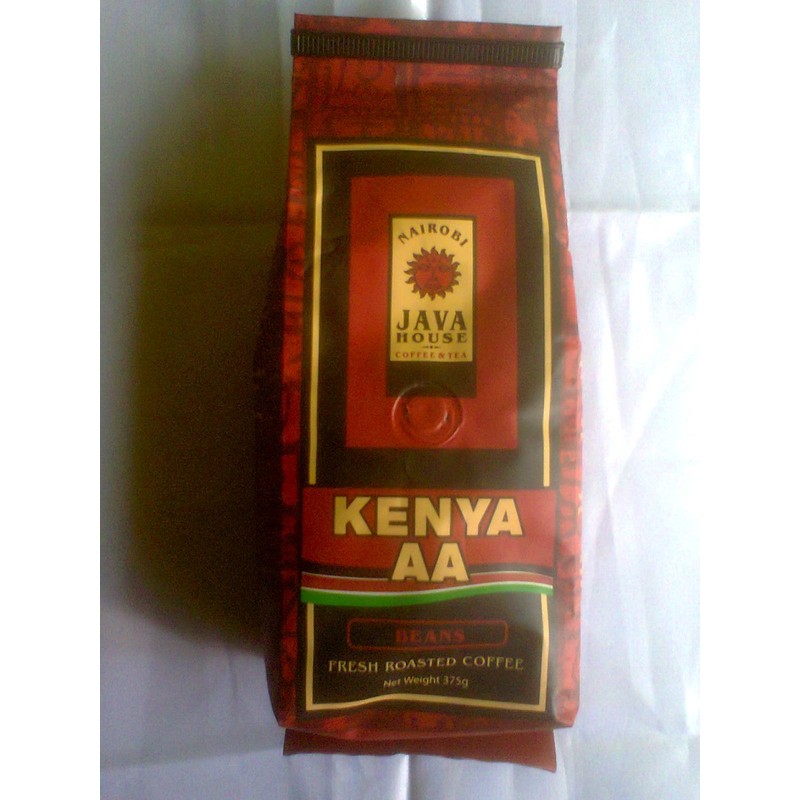 NAIROBI
JAVA
HOUSE
COFFEE & TEA
KENYA
AA
BEANS
FRESH ROASTED COFFEE
Net Weight 375g